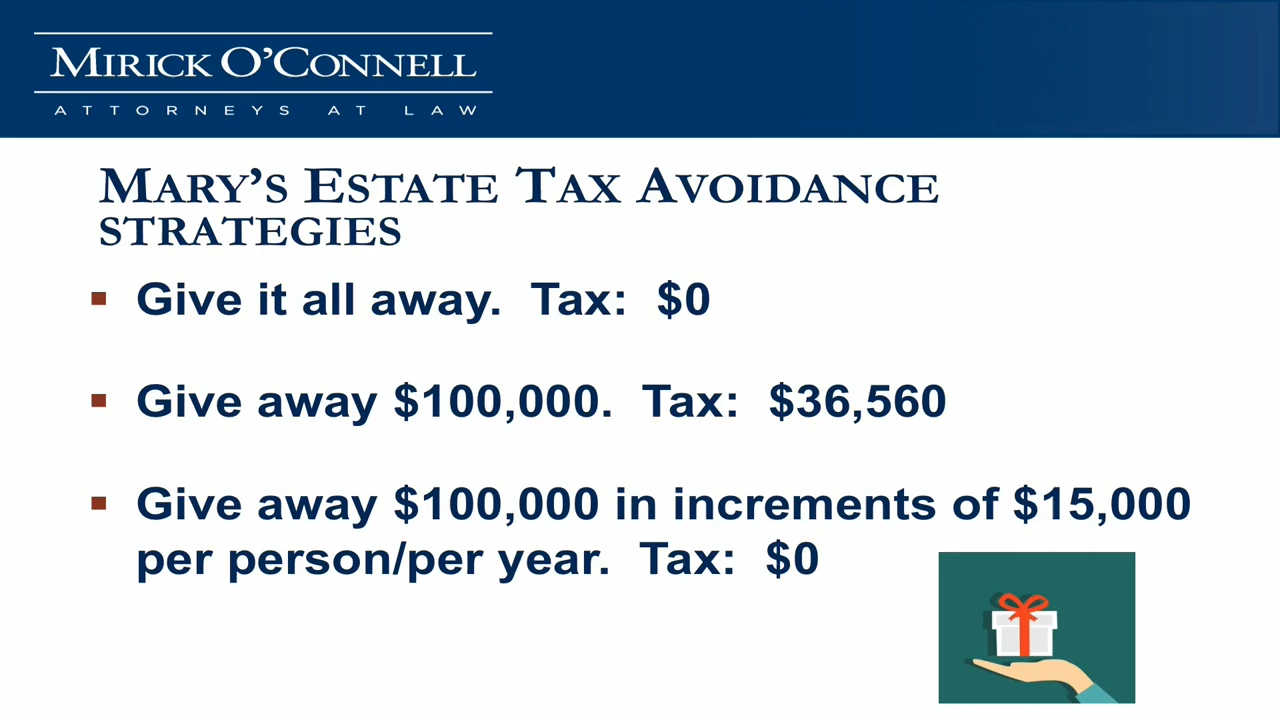 MIRICK O'CONNELL
ATTORNEYS AT LAW
MARY'S ESTATE TAX AVOIDANCE
STRATEGIES
▪ Give it all away. Tax: $0
▪ Give away $100,000. Tax: $36,560
▪ Give away $100,000 in increments of $15,000
per person/per year. Tax: $0